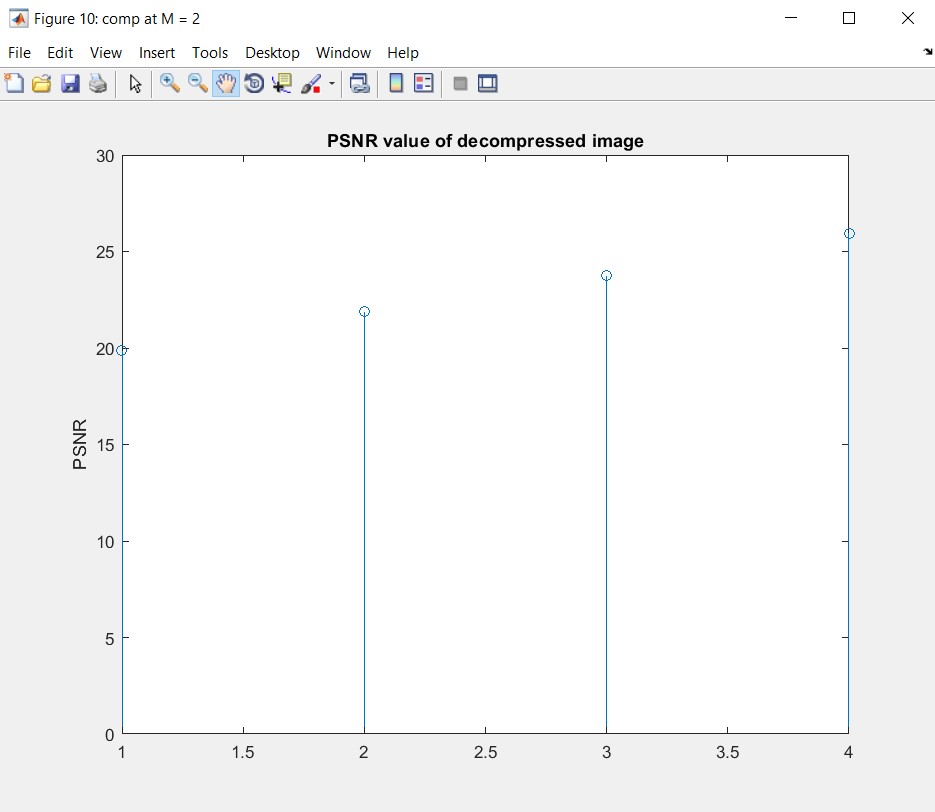 Figure 10: comp at M = 2
File Edit View Insert Tools Desktop Window Help
PSNR value of decompressed image
30
25
20
15
10
5
0
PSNR
1 1.5 2 2.5 3 3.5 4